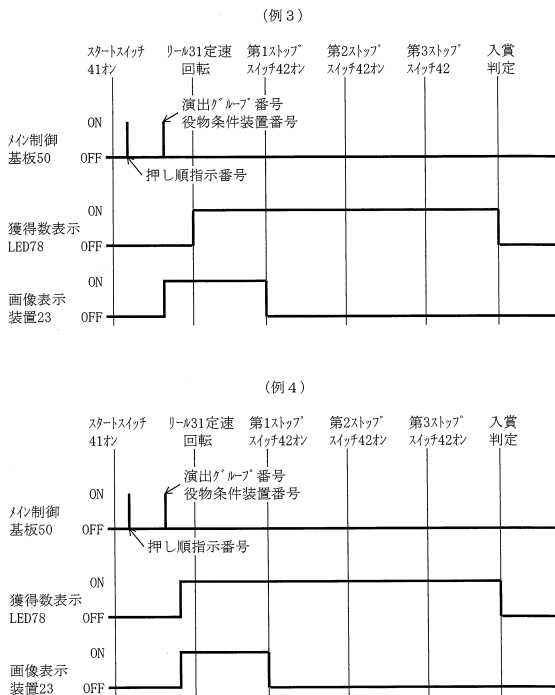 (例3)
スタートスイッチ 41オン
リール31定速 回転
第1ストップ スイッチ42オン
第2ストップ スイッチ42オン
第3ストップ スイッチ42
入賞 判定
演出グループ番号
役物条件装置番号
メイン制御 基板50
ON
OFF
押し順指示番号
獲得数表示 LED78
ON
OFF
画像表示 装置23
ON
OFF
(例4)
スタートスイッチ 41オン
リール31定速 回転
第1ストップ スイッチ42オン
第2ストップ スイッチ42オン
第3ストップ スイッチ42オン
入賞 判定
演出グループ番号
役物条件装置番号
メイン制御 基板50
ON
OFF
押し順指示番号
獲得数表示 LED78
ON
OFF
画像表示 装置23
ON
OFF